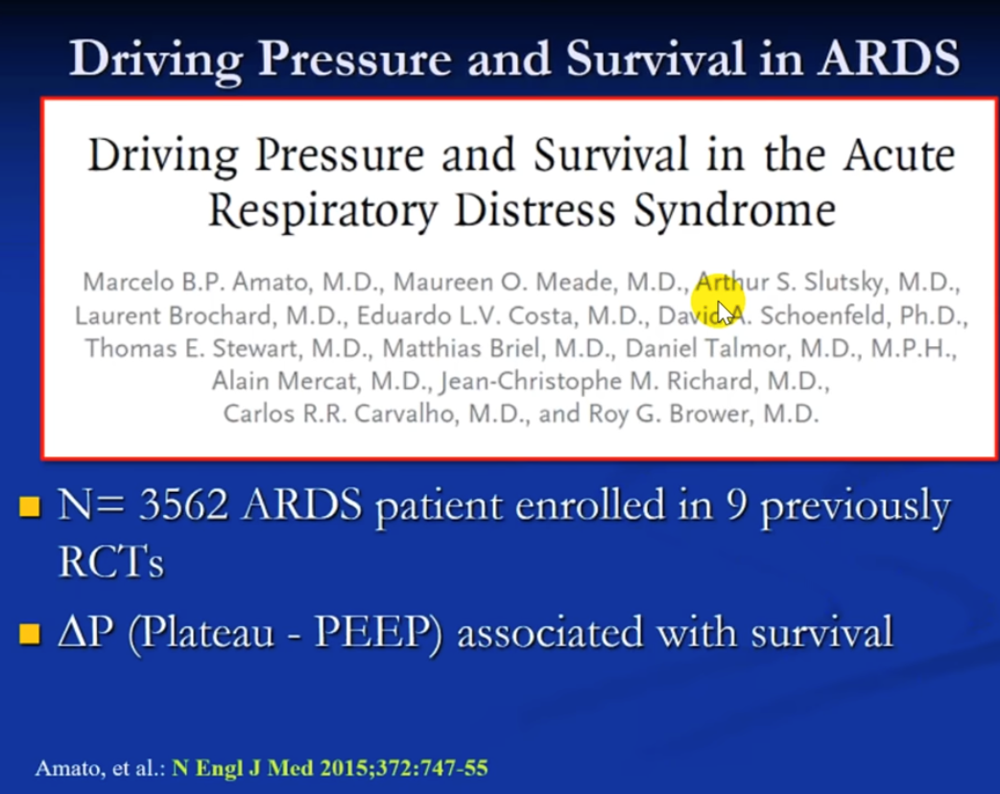 Driving Pressure and Survival in ARDS
Driving Pressure and Survival in the Acute
Respiratory Distress Syndrome
Marcelo B.P. Amato, M.D., Maureen O. Meade, M.D., Arthur S. Slutsky, M.D.,
Laurent Brochard, M.D., Eduardo L.V. Costa, M.D., David A. Schoenfeld, Ph.D.,
Thomas E. Stewart, M.D., Matthias Briel, M.D., Daniel Talmor, M.D., M.P.H.,
Alain Mercat, M.D., Jean-Christophe M. Richard, M.D.,
Carlos R.R. Carvalho, M.D., and Roy G. Brower, M.D.
N= 3562 ARDS patient enrolled in 9 previously
RCTs
ΔP (Plateau - PEEP) associated with survival
Amato, et al.: N Engl J Med 2015;372:747-55